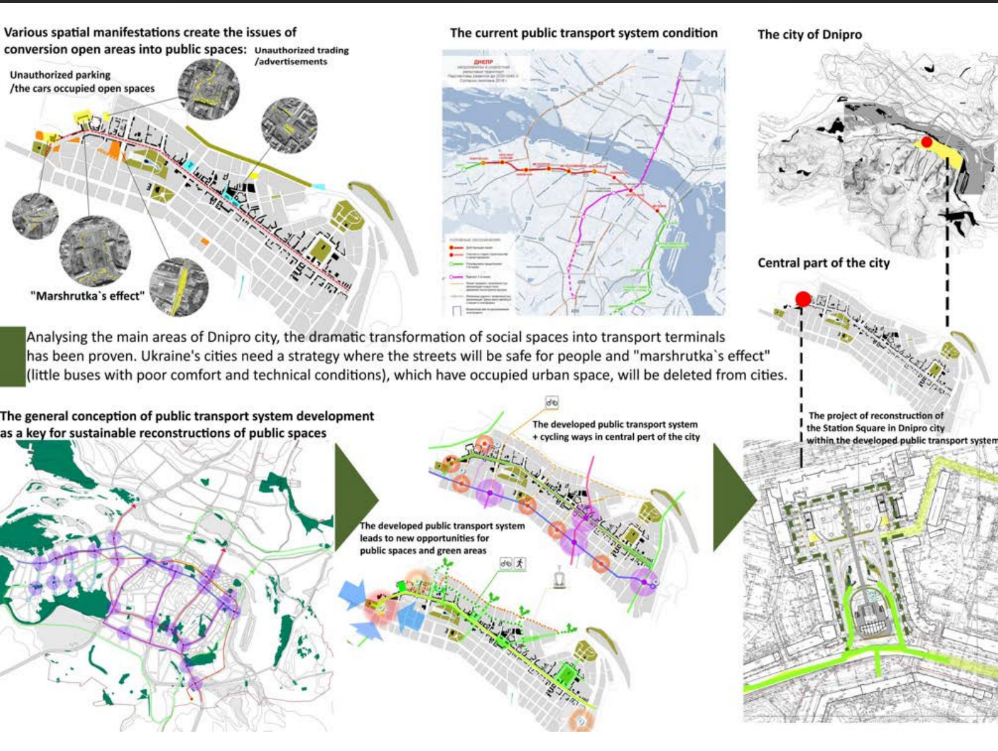 Various spatial manifestations create the issues of
conversion open areas into public spaces:
Unauthorized trading
/advertisements
Unauthorized parking
/the cars occupied open spaces
"Marshrutka`s effect"
The current public transport system condition
ДНЕПР
The city of Dnipro
Central part of the city
Analysing the main areas of Dnipro city, the dramatic transformation of social spaces into transport terminals
has been proven. Ukraine's cities need a strategy where the streets will be safe for people and "marshrutka`s effect"
(little buses with poor comfort and technical conditions), which have occupied urban space, will be deleted from cities.
The general conception of public transport system development
as a key for sustainable reconstructions of public spaces
The developed public transport system
+ cycling ways in central pert of the city
The developed public transport system
leads to new opportunities for
public spaces and green areas
The project of reconstruction of
the Station Square in Dnipro city
within the developed public transport system